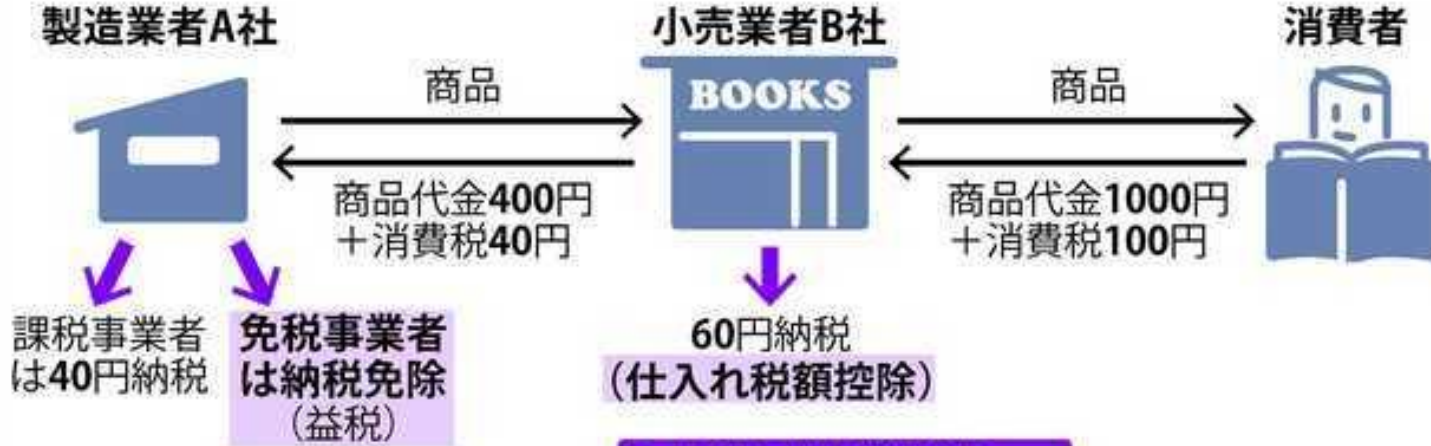 製造業者A社
小売業者B社
消費者
商品
BOOKS
商品
商品代金400円
+消費税40円
商品代金1000円
+消費税100円
課税事業者
は40円納税
免税事業者
は納税免除
(益税)
60円納税
(仕入れ税額控除)